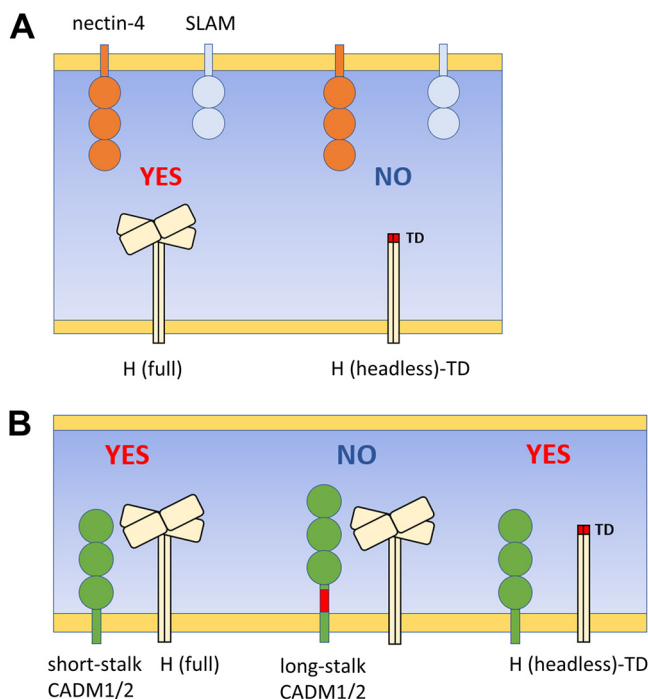 A
nectin-4 SLAM
YES NO
TD
H (full) H (headless)-TD
B
YES NO YES
TD
short-stalk H (full) long-stalk H (headless)-TD
CADM1/2 CADM1/2